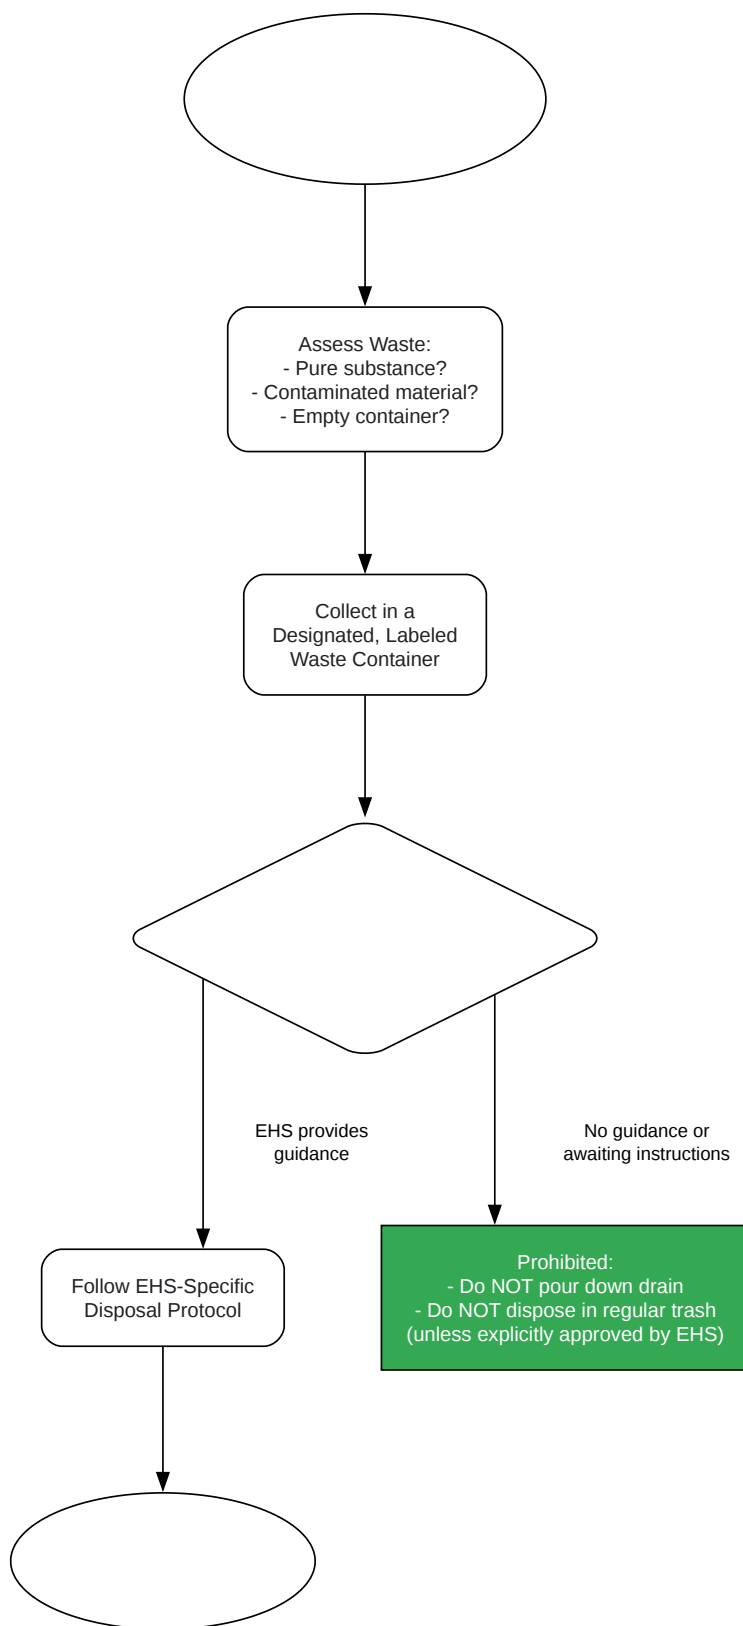 Assess Waste:
- Pure substance?
- Contaminated material?
- Empty container?
Collect in a
Designated, Labeled
Waste Container
EHS provides
guidance
No guidance or
awaiting instructions
Follow EHS-Specific
Disposal Protocol
Prohibited:
- Do NOT pour down drain
- Do NOT dispose in regular trash
(unless explicitly approved by EHS)